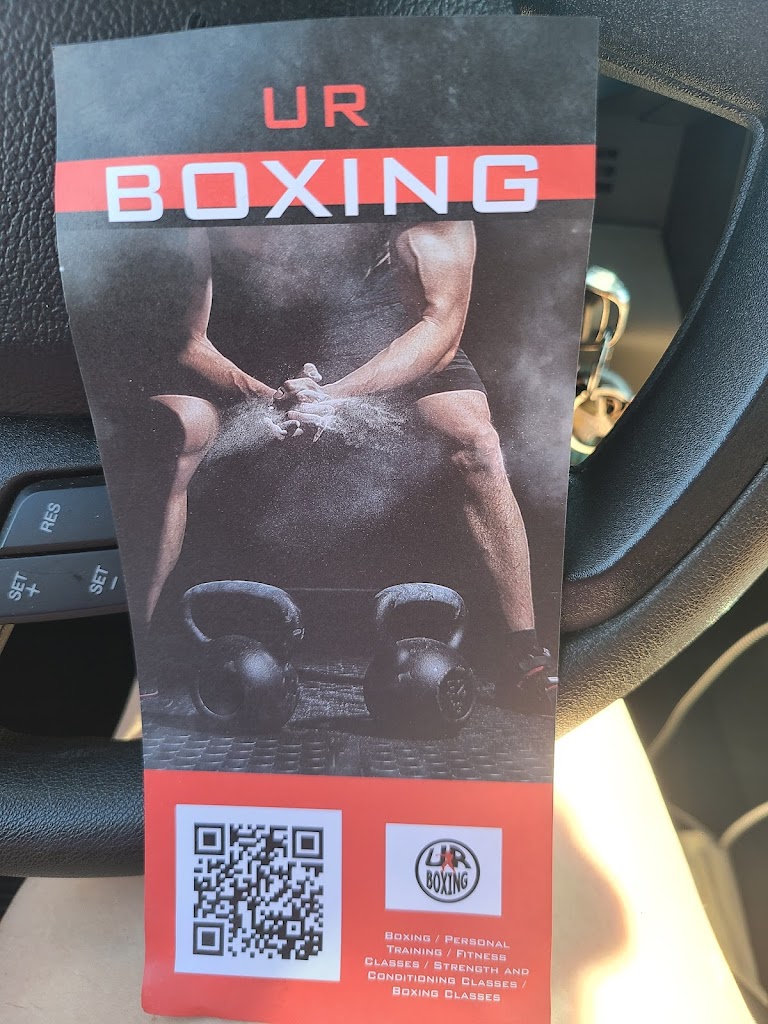 UR
BOXING
RES
SET
+
SET
-
UR
BOXING
Boxing / Personal
Training / Fitness
Classes / Strength and
Conditioning Classes /
Boxing Classes